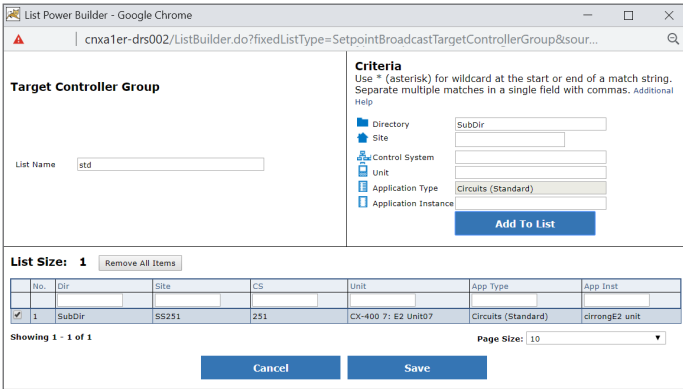 List Power Builder - Google Chrome
cnxa1er-drs002/ListBuilder.do?fixedListType=SetpointBroadcastTargetControllerGroup&sour...
Target Controller Group
List Name
std
Criteria
Use * (asterisk) for wildcard at the start or end of a match string.
Separate multiple matches in a single field with commas. Additional
Help
Directory SubDir
Site
Control System
Unit
Application Type Circuits (Standard)
Application Instance
Add To List
List Size: 1 Remove All Items
No. Dir Site CS Unit App Type App Inst
1 SubDir SS251 251 CX-400 7: E2 Unit07 Circuits (Standard) cirrongE2 unit
Showing 1 - 1 of 1
Page Size: 10
Cancel Save